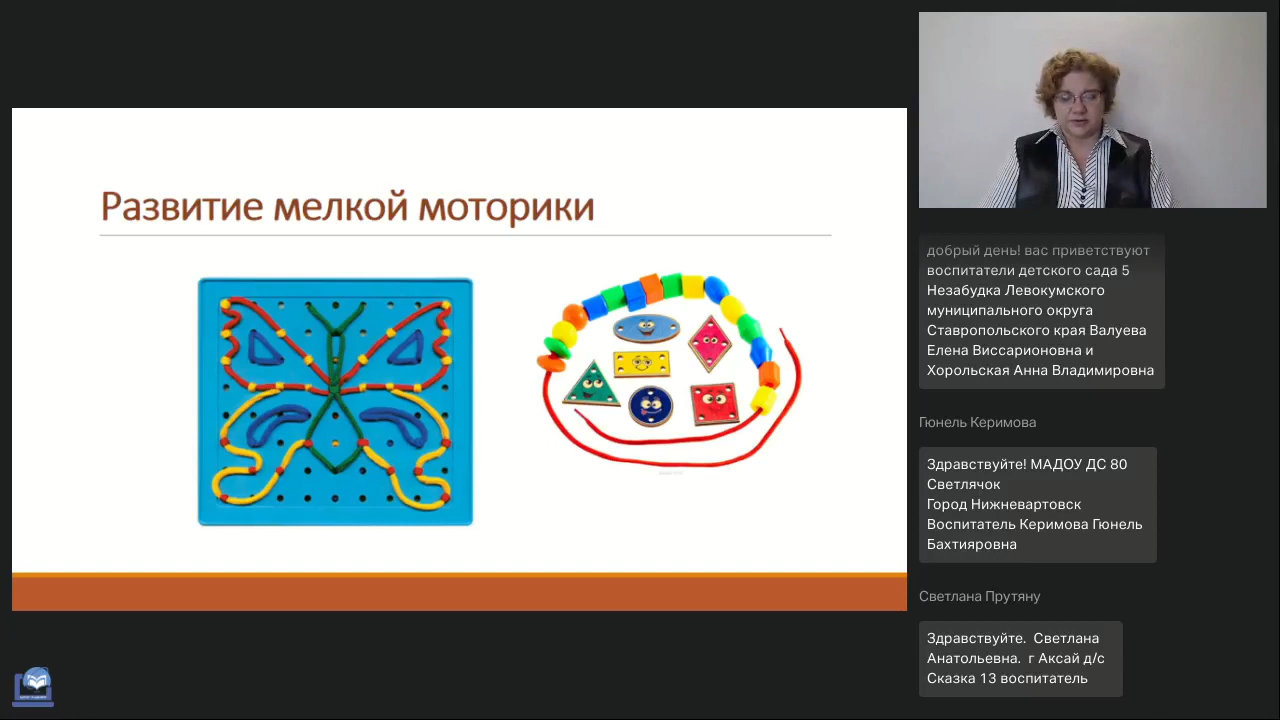 Развитие мелкой моторики
добрый день! вас приветствуют
воспитатели детского сада 5
Незабудка Левокумского
муниципального округа
Ставропольского края Валуева
Елена Виссарионовна и
Хорольская Анна Владимировна
Гюнель Керимова
Здравствуйте! МАДОУ ДС 80
Светлячок
Город Нижневартовск
Воспитатель Керимова Гюнель
Бахтияровна
Светлана Прутяну
Здравствуйте.  Светлана
Анатольевна.  г Аксай д/с
Сказка 13 воспитатель